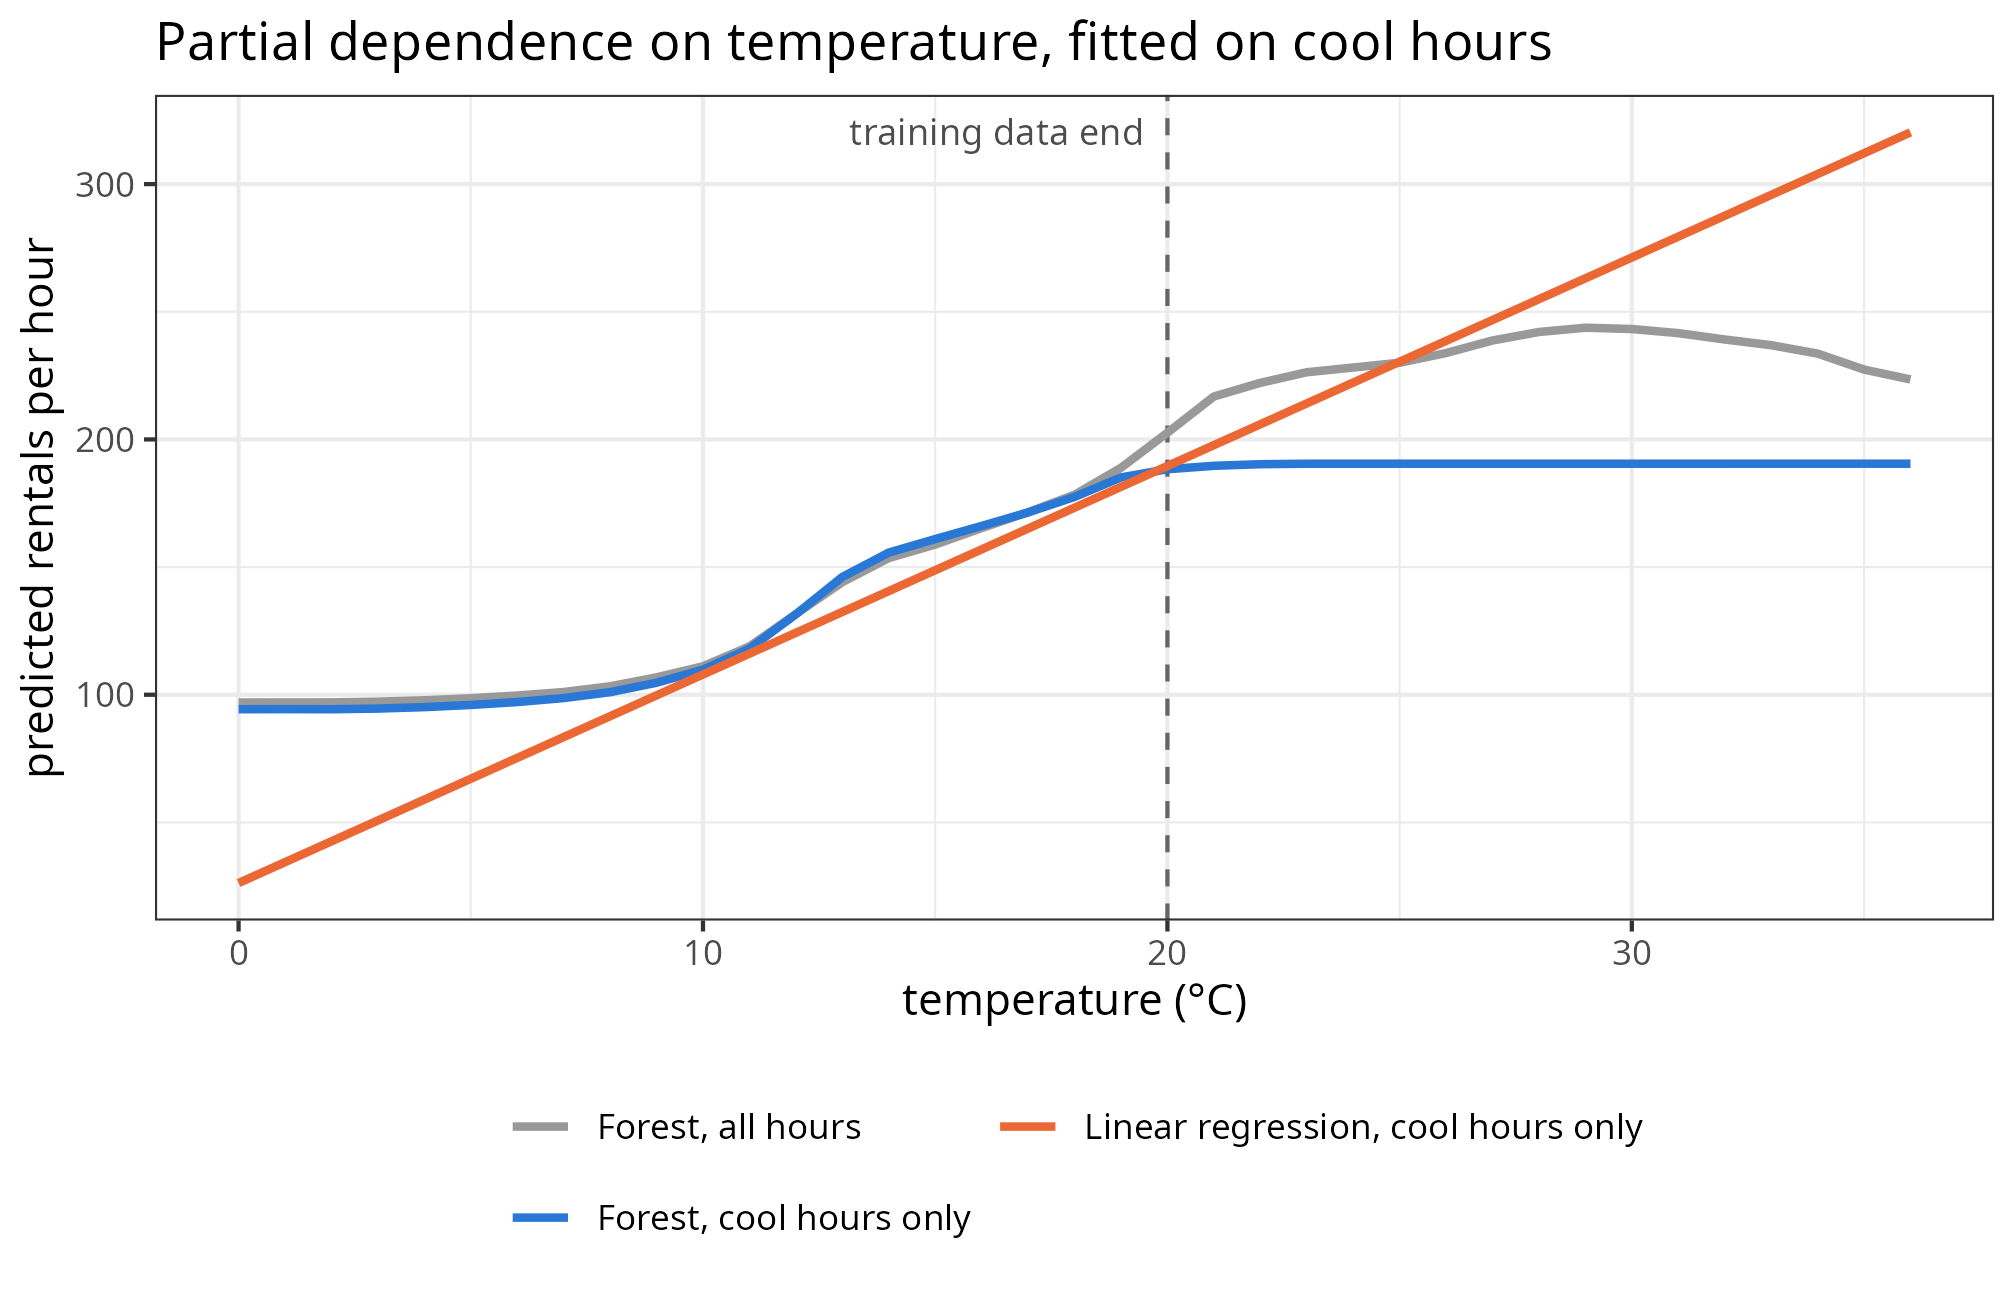 Partial dependence on temperature, fitted on cool hours
training data end
predicted rentals per hour
300
200
100
0
10
20
30
temperature (°C)
Forest, all hours
Linear regression, cool hours only
Forest, cool hours only